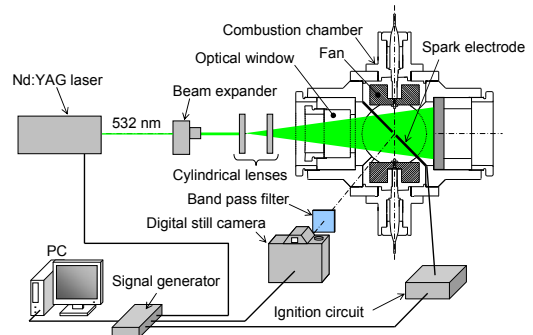 Combustion chamber
Optical window
Fan
Spark electrode
Nd:YAG laser
Beam expander
532 nm
Cylindrical lenses
Band pass filter
Digital still camera
PC
Signal generator
Ignition circuit